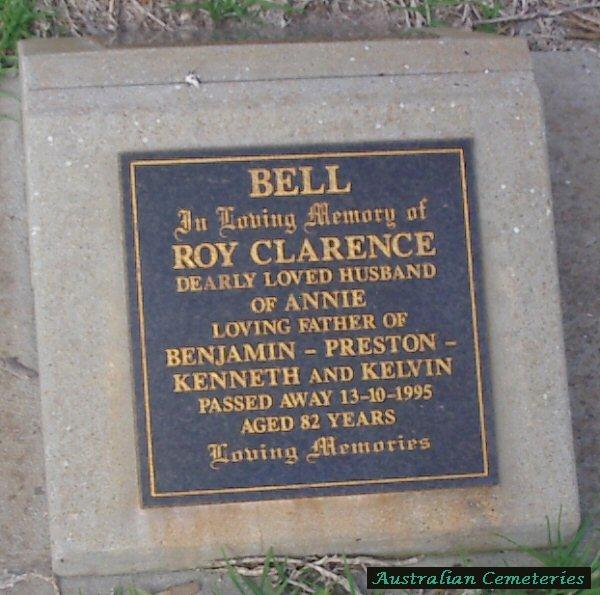 BELL
In Loving Memory of
ROY CLARENCE
DEARLY LOVED HUSBAND
OF ANNIE
LOVING FATHER OF
BENJAMIN – PRESTON –
KENNETH AND KELVIN
PASSED AWAY 13-10-1995
AGED 82 YEARS
Loving Memories
Australian Cemeteries